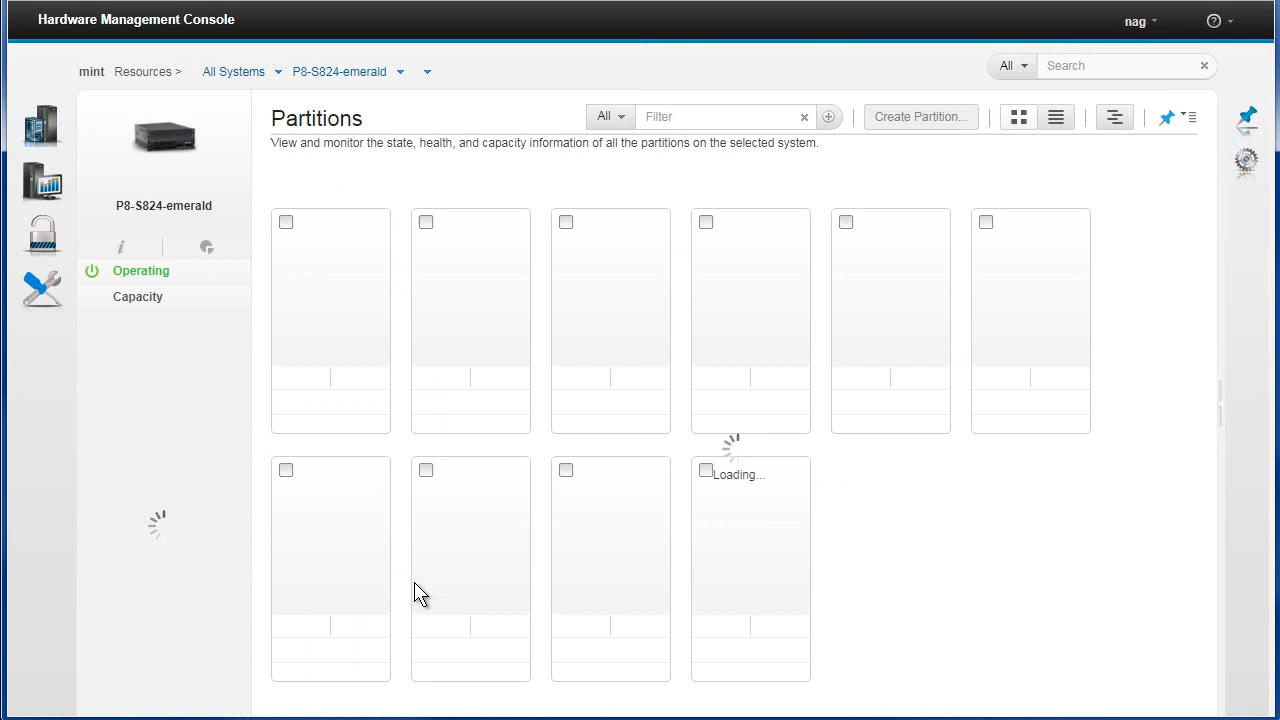 Hardware Management Console
nag
mint Resources > All Systems P8-S824-emerald
All Search
Partitions
All Filter Create Partition...
View and monitor the state, health, and capacity information of all the partitions on the selected system.
P8-S824-emerald
Operating
Capacity
Loading...